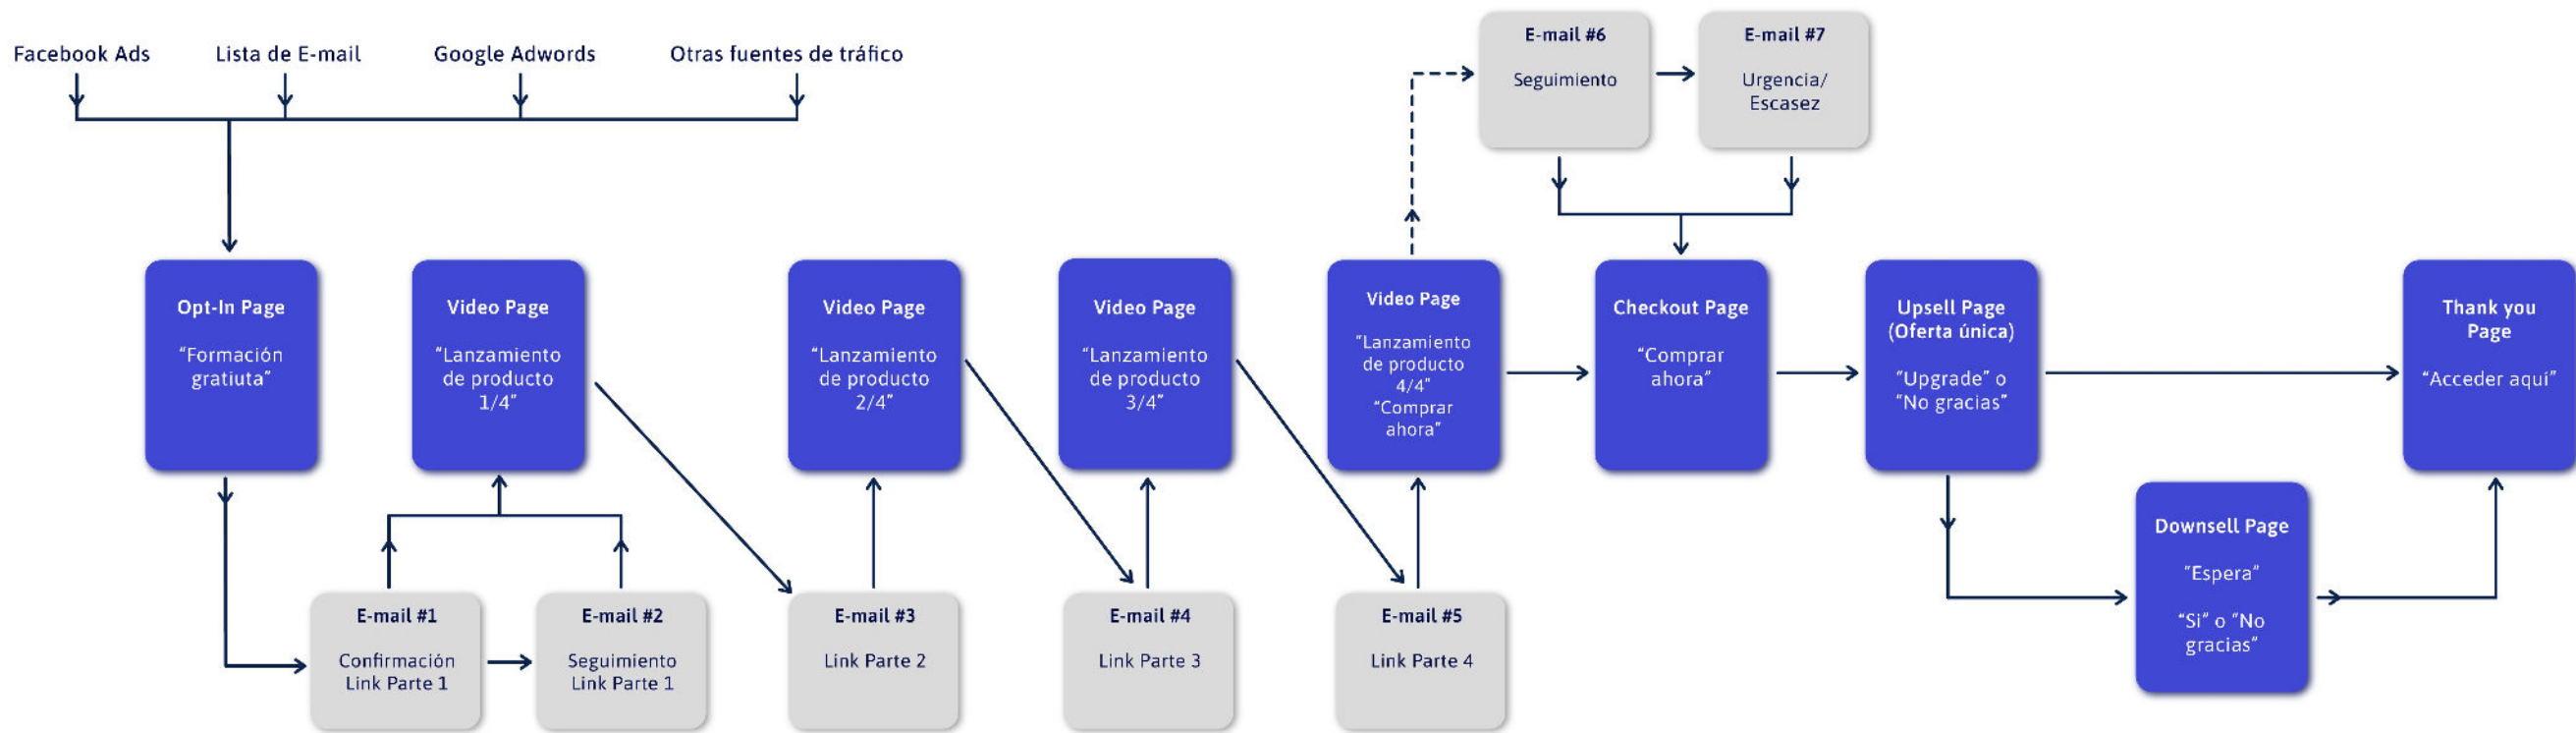 Facebook Ads
Lista de E-mail
Google Adwords
Otras fuentes de tráfico
E-mail #6
Seguimiento
E-mail #7
Urgencia/
Escasez
Opt-In Page
“Formación
gratiuta”
Video Page
“Lanzamiento
de producto
1/4”
Video Page
“Lanzamiento
de producto
2/4”
Video Page
“Lanzamiento
de producto
3/4”
Video Page
“Lanzamiento
de producto
4/4”
“Comprar
ahora”
Checkout Page
“Comprar
ahora”
Upsell Page
(Oferta única)
“Upgrade” o
“No gracias”
Thank you
Page
“Acceder aquí”
Downsell Page
“Espera”
“Si” o “No
gracias”
E-mail #1
Confirmación
Link Parte 1
E-mail #2
Seguimiento
Link Parte 1
E-mail #3
Link Parte 2
E-mail #4
Link Parte 3
E-mail #5
Link Parte 4